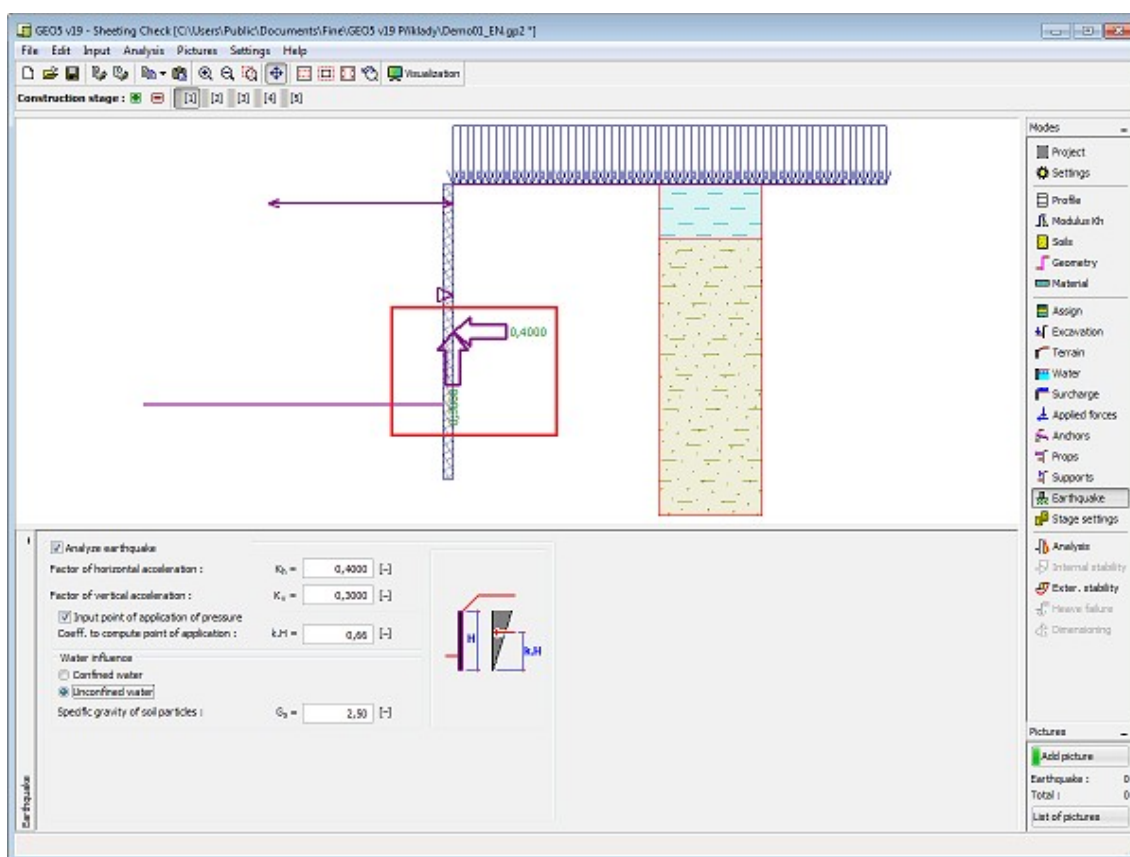 GEO5 v19 - Sheeting Check [C:\Users\Public\Documents\Fine\GEO5 v19 Příklady\Demo01_EN.gp2 *]
File Edit Input Analysis Pictures Settings Help
Visualization
Construction stage : [1] [2] [3] [4] [5]
0,4000
0,3000
Modes
Project
Settings
Profile
Modulus Kh
Soils
Geometry
Material
Assign
Excavation
Terrain
Water
Surcharge
Applied forces
Anchors
Props
Supports
Earthquake
Stage settings
Analysis
Internal stability
Exter. stability
Heave failure
Dimensioning
Pictures
Add picture
Earthquake : 0
Total : 0
List of pictures
Earthquake
Analyze earthquake
Factor of horizontal acceleration : Kh = 0,4000 [-]
Factor of vertical acceleration : Kv = 0,3000 [-]
Input point of application of pressure
Coeff. to compute point of application : k.H = 0,66 [-]
Water influence
Confined water
Unconfined water
Specific gravity of soil particles : Gs = 2,50 [-]
H
k.H